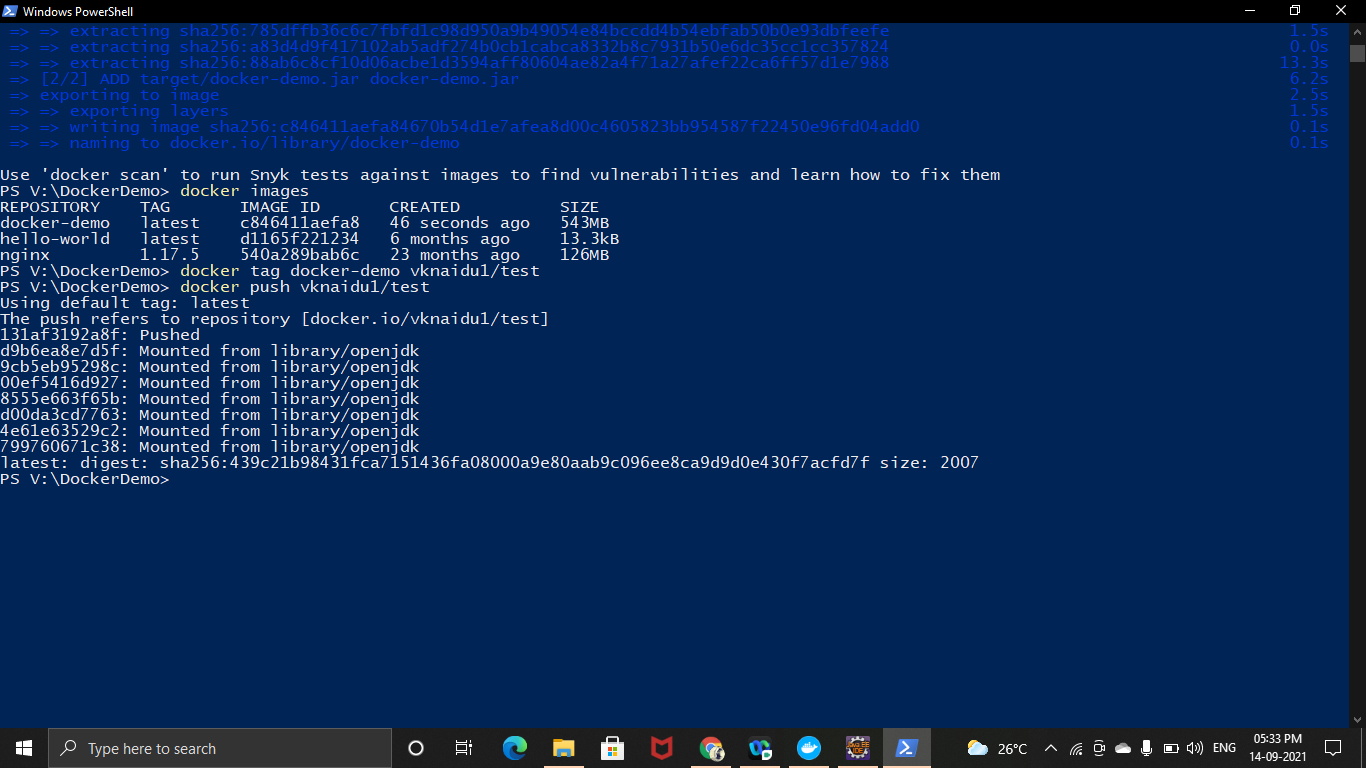 Windows PowerShell
=> => extracting sha256:785dffb36c6c7fbfd1c98d950a9b49054e84bccdd4b54ebfab50b0e93dbfeefe 1.5s
=> => extracting sha256:a83d4d9f417102ab5adf274b0cb1cabca8332b8c7931b50e6dc35cc1cc357824 0.0s
=> => extracting sha256:88ab6c8cf10d06acbe1d3594aff80604ae82a4f71a27afef22ca6ff57d1e7988 13.3s
=> [2/2] ADD target/docker-demo.jar docker-demo.jar 6.2s
=> exporting to image 2.5s
=> => exporting layers 1.5s
=> => writing image sha256:c846411aefa84670b54d1e7afea8d00c4605823bb954587f22450e96fd04add0 0.1s
=> => naming to docker.io/library/docker-demo 0.1s
Use 'docker scan' to run Snyk tests against images to find vulnerabilities and learn how to fix them
PS V:\DockerDemo> docker images
REPOSITORY TAG IMAGE ID CREATED SIZE
docker-demo latest c846411aefa8 46 seconds ago 543MB
hello-world latest d1165f221234 6 months ago 13.3kB
nginx 1.17.5 540a289bab6c 23 months ago 126MB
PS V:\DockerDemo> docker tag docker-demo vknaidu1/test
PS V:\DockerDemo> docker push vknaidu1/test
Using default tag: latest
The push refers to repository [docker.io/vknaidu1/test]
131af3192a8f: Pushed
d9b6ea8e7d5f: Mounted from library/openjdk
9cb5eb95298c: Mounted from library/openjdk
00ef5416d927: Mounted from library/openjdk
8555e663f65b: Mounted from library/openjdk
d00da3cd7763: Mounted from library/openjdk
4e61e63529c2: Mounted from library/openjdk
799760671c38: Mounted from library/openjdk
latest: digest: sha256:439c21b98431fca7151436fa08000a9e80aab9c096ee8ca9d9d0e430f7acfd7f size: 2007
PS V:\DockerDemo>
Type here to search
26°C
ENG
05:33 PM
14-09-2021